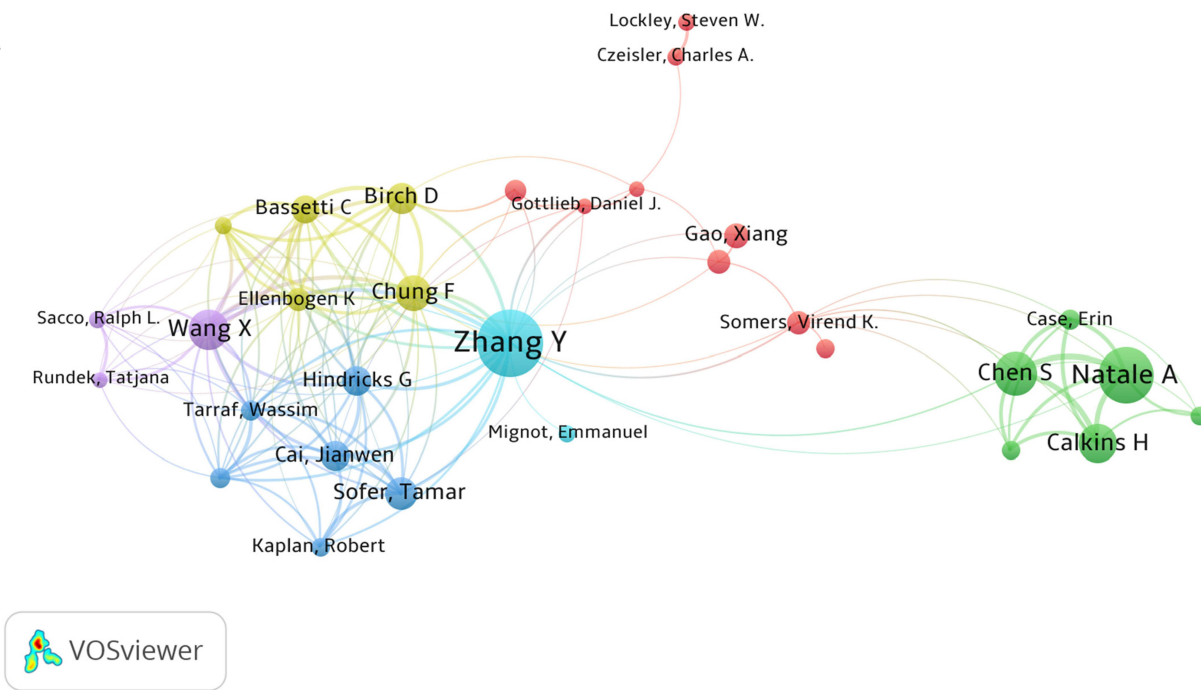 Lockley, Steven W.
Czeisler, Charles A.
Birch D
Bassetti C
Gottlieb, Daniel J.
Gao, Xiang
Chung F
Ellenbogen K
Sacco, Ralph L.
Wang X
Somers, Virend K.
Case, Erin
Zhang Y
Chen S
Natale A
Rundek, Tatjana
Hindricks G
Tarraf, Wassim
Mignot, Emmanuel
Calkins H
Cai, Jianwen
Sofer, Tamar
Kaplan, Robert
VOSviewer